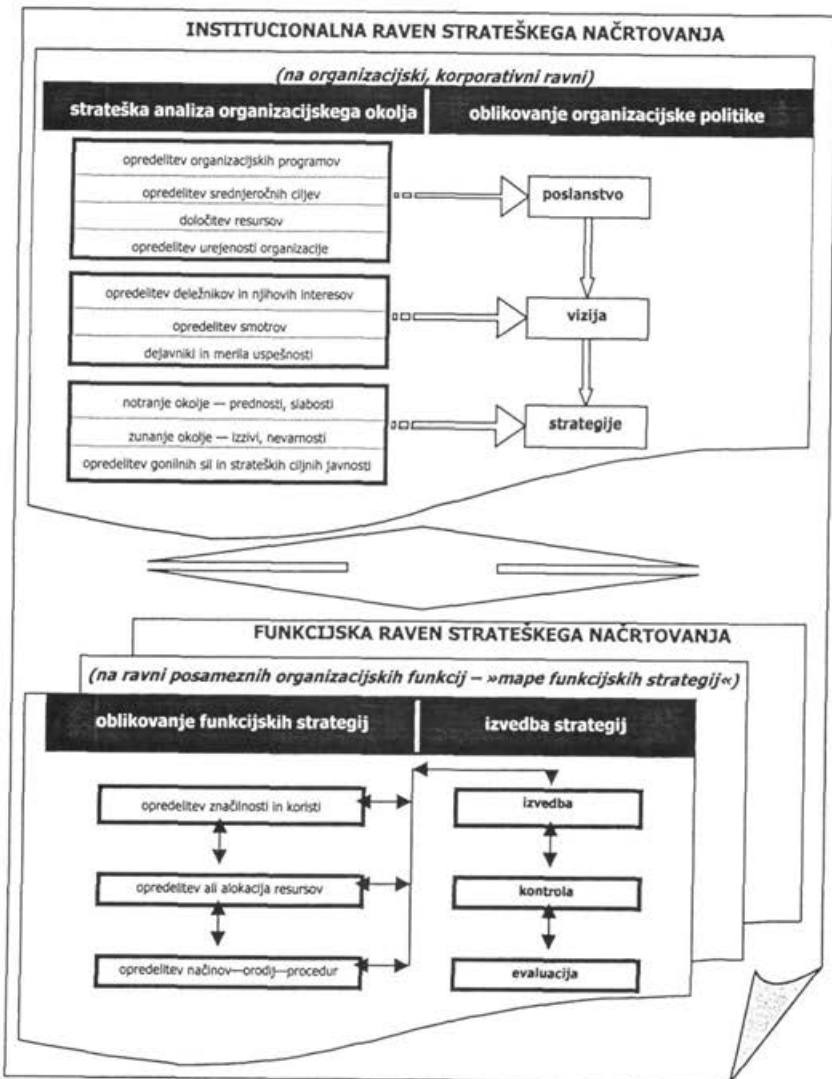 INSTITUCIONALNA RAVEN STRATEŠKEGA NAČRTOVANJA
(na organizacijski, korporativni ravni)
strateška analiza organizacijskega okolja
oblikovanje organizacijske politike
opredelitev organizacijskih programov
opredelitev srednjeročnih ciljev
določitev resursov
opredelitev urejenosti organizacije
poslanstvo
opredelitev deležnikov in njihovih interesov
opredelitev smotrov
dejavniki in merila uspešnosti
vizija
notranje okolje — prednosti, slabosti
zunanje okolje — izzivi, nevarnosti
opredelitev gonilnih sil in strateških ciljnih javnosti
strategije
FUNKCIJSKA RAVEN STRATEŠKEGA NAČRTOVANJA
(na ravni posameznih organizacijskih funkcij – »mape funkcijskih strategij«)
oblikovanje funkcijskih strategij
izvedba strategij
opredelitev značilnosti in koristi
izvedba
opredelitev ali alokacija resursov
kontrola
opredelitev načinov—orodij—procedur
evaluacija